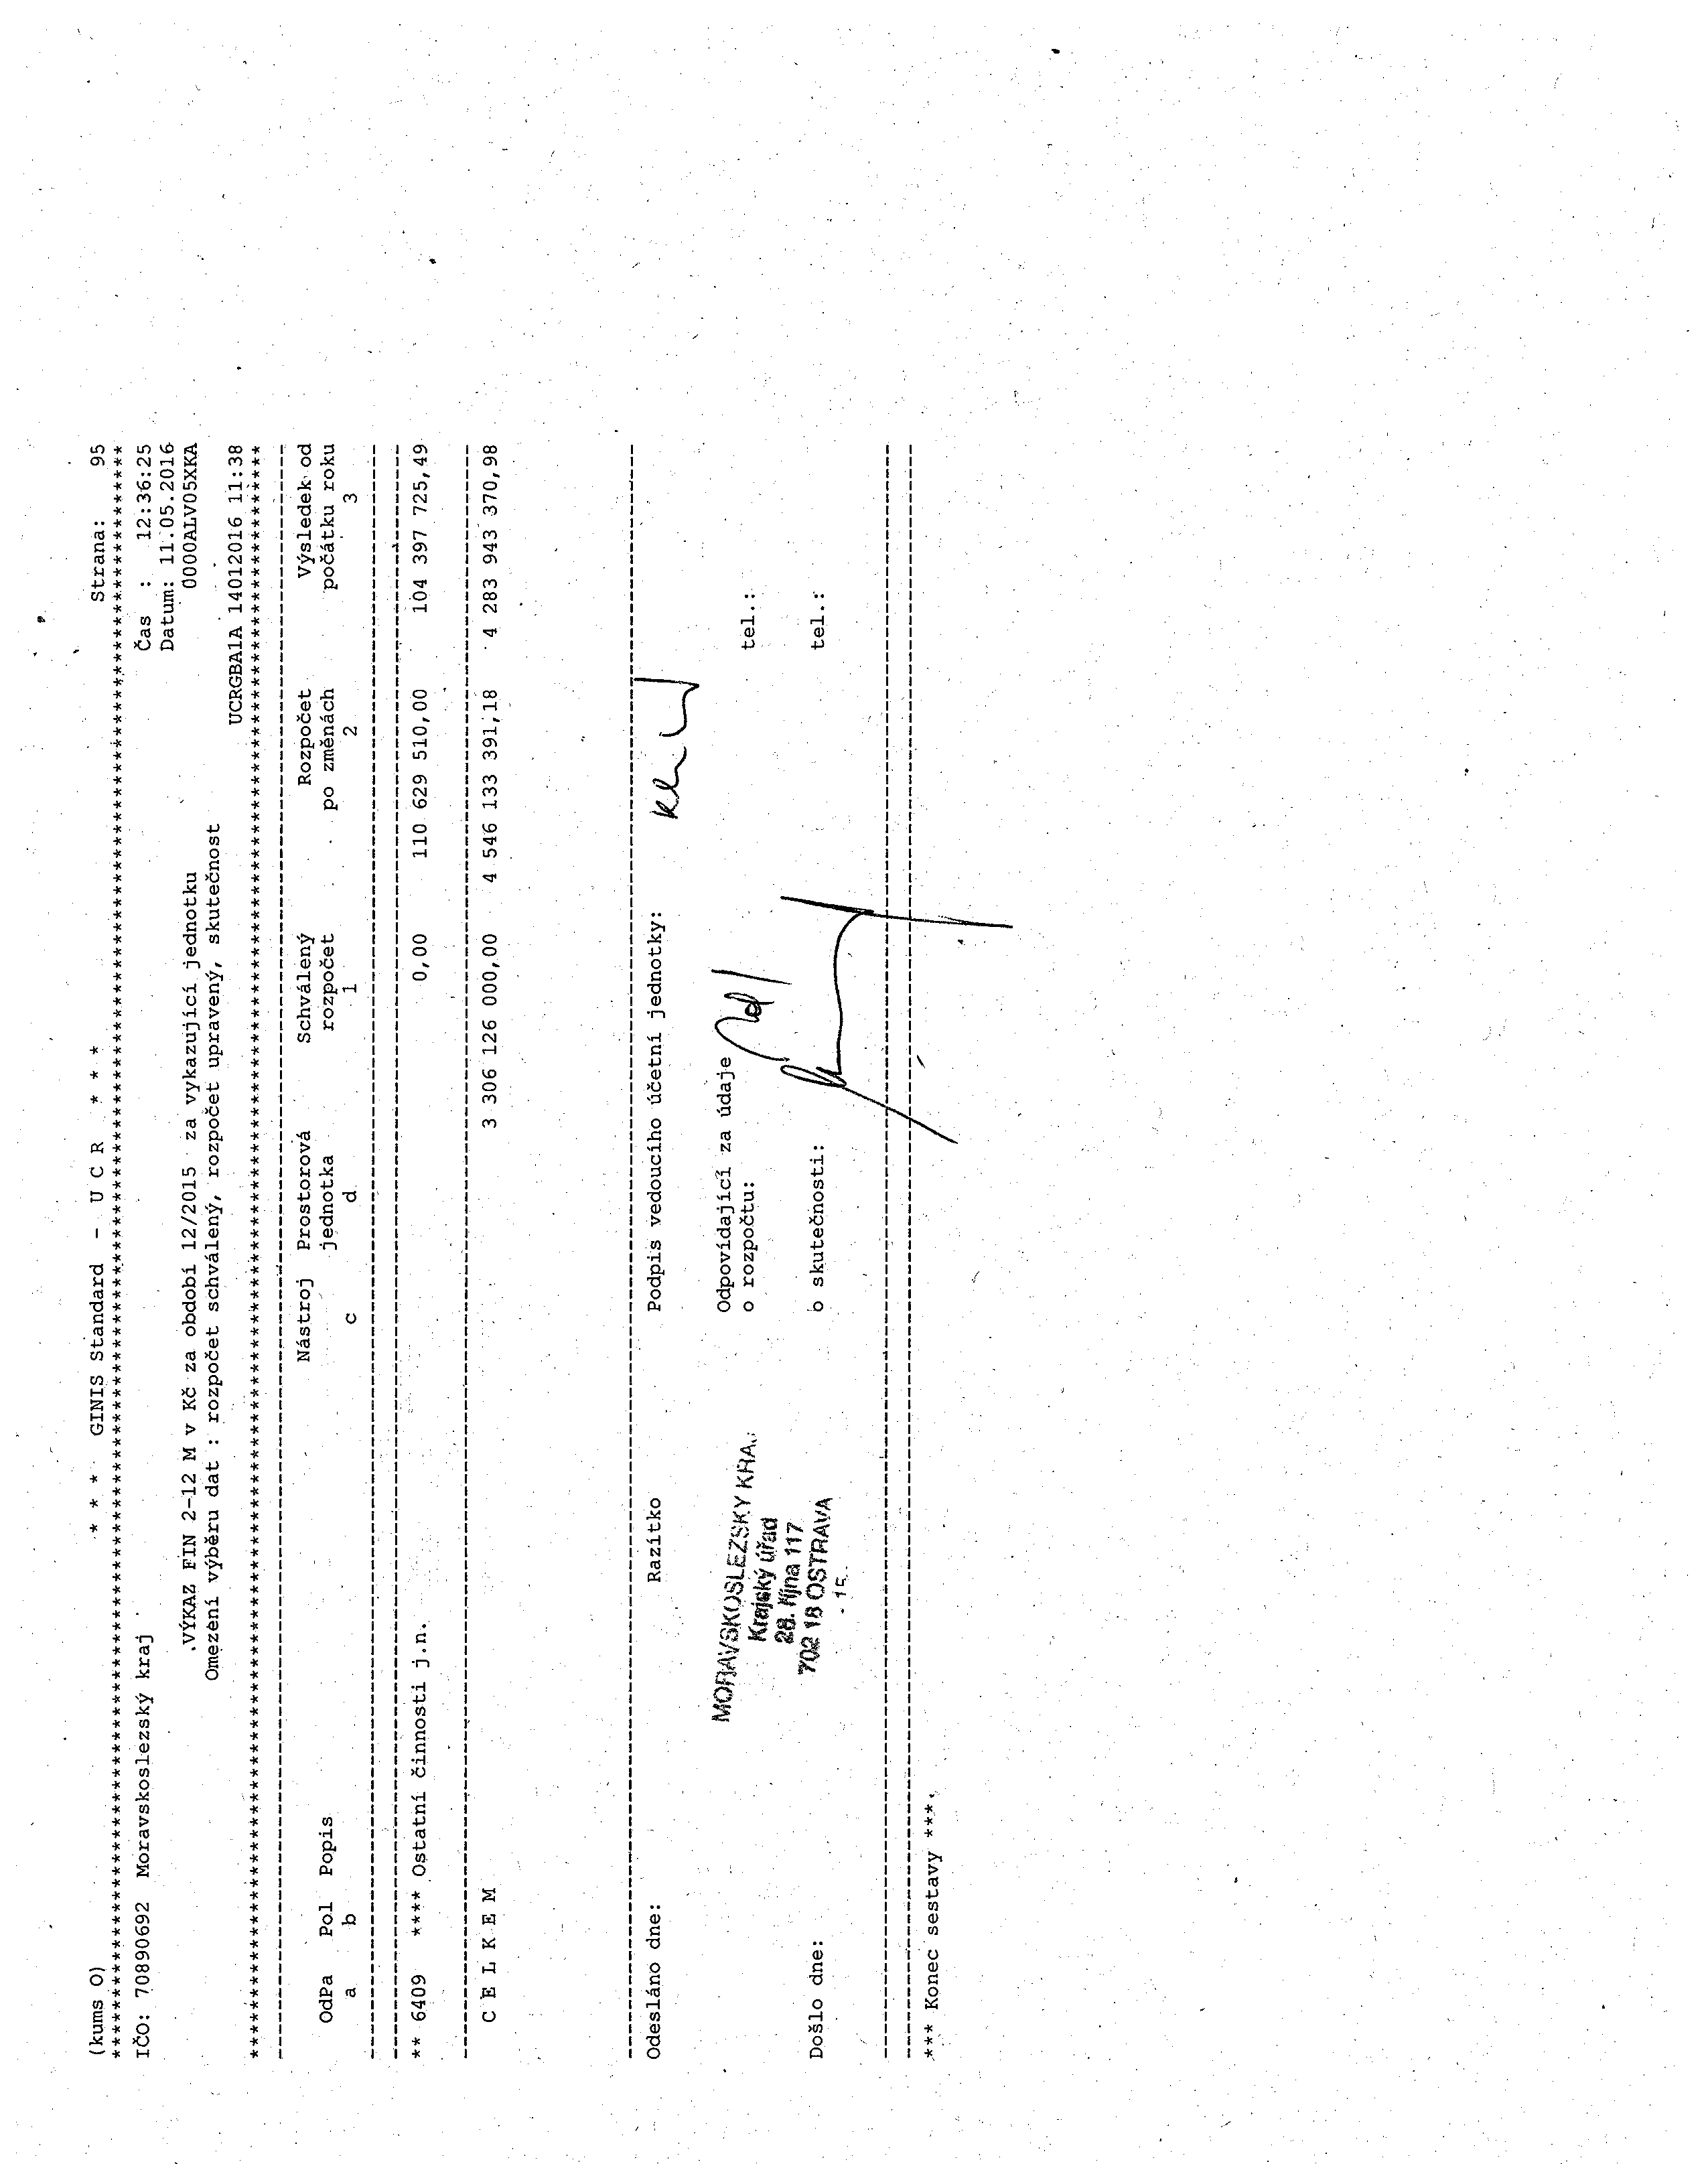 (kums O) * * * GINIS Standard - U C R * * * Strana: 95
IČO: 70890692 Moravskoslezský kraj Čas : 12:36:25
Datum: 11.05.2016
VÝKAZ FIN 2-12 M v Kč za období 12/2015 za vykazující jednotku 0000ALV05XKA
Omezení výběru dat : rozpočet schválený, rozpočet upravený, skutečnost
UCRGBA1A 14012016 11:38
OdPa Pol Popis Nástroj Prostorová Schválený Rozpočet Výsledek od
jednotka rozpočet po změnách počátku roku
a b c d 1 2 3
** 6409 **** Ostatní činnosti j.n. 0,00 110 629 510,00 104 397 725,49
C E L K E M 3 306 126 000,00 4 546 133 391,18 4 283 943 370,98
Odesláno dne: Razítko Podpis vedoucího účetní jednotky:
MORAVSKOSLEZSKÝ KRAJ
Krajský úřad
28. října 117
702 18 OSTRAVA
- 15 -
Odpovídající za údaje
o rozpočtu: tel.:
Došlo dne: o skutečnosti: tel.:
*** Konec sestavy ***